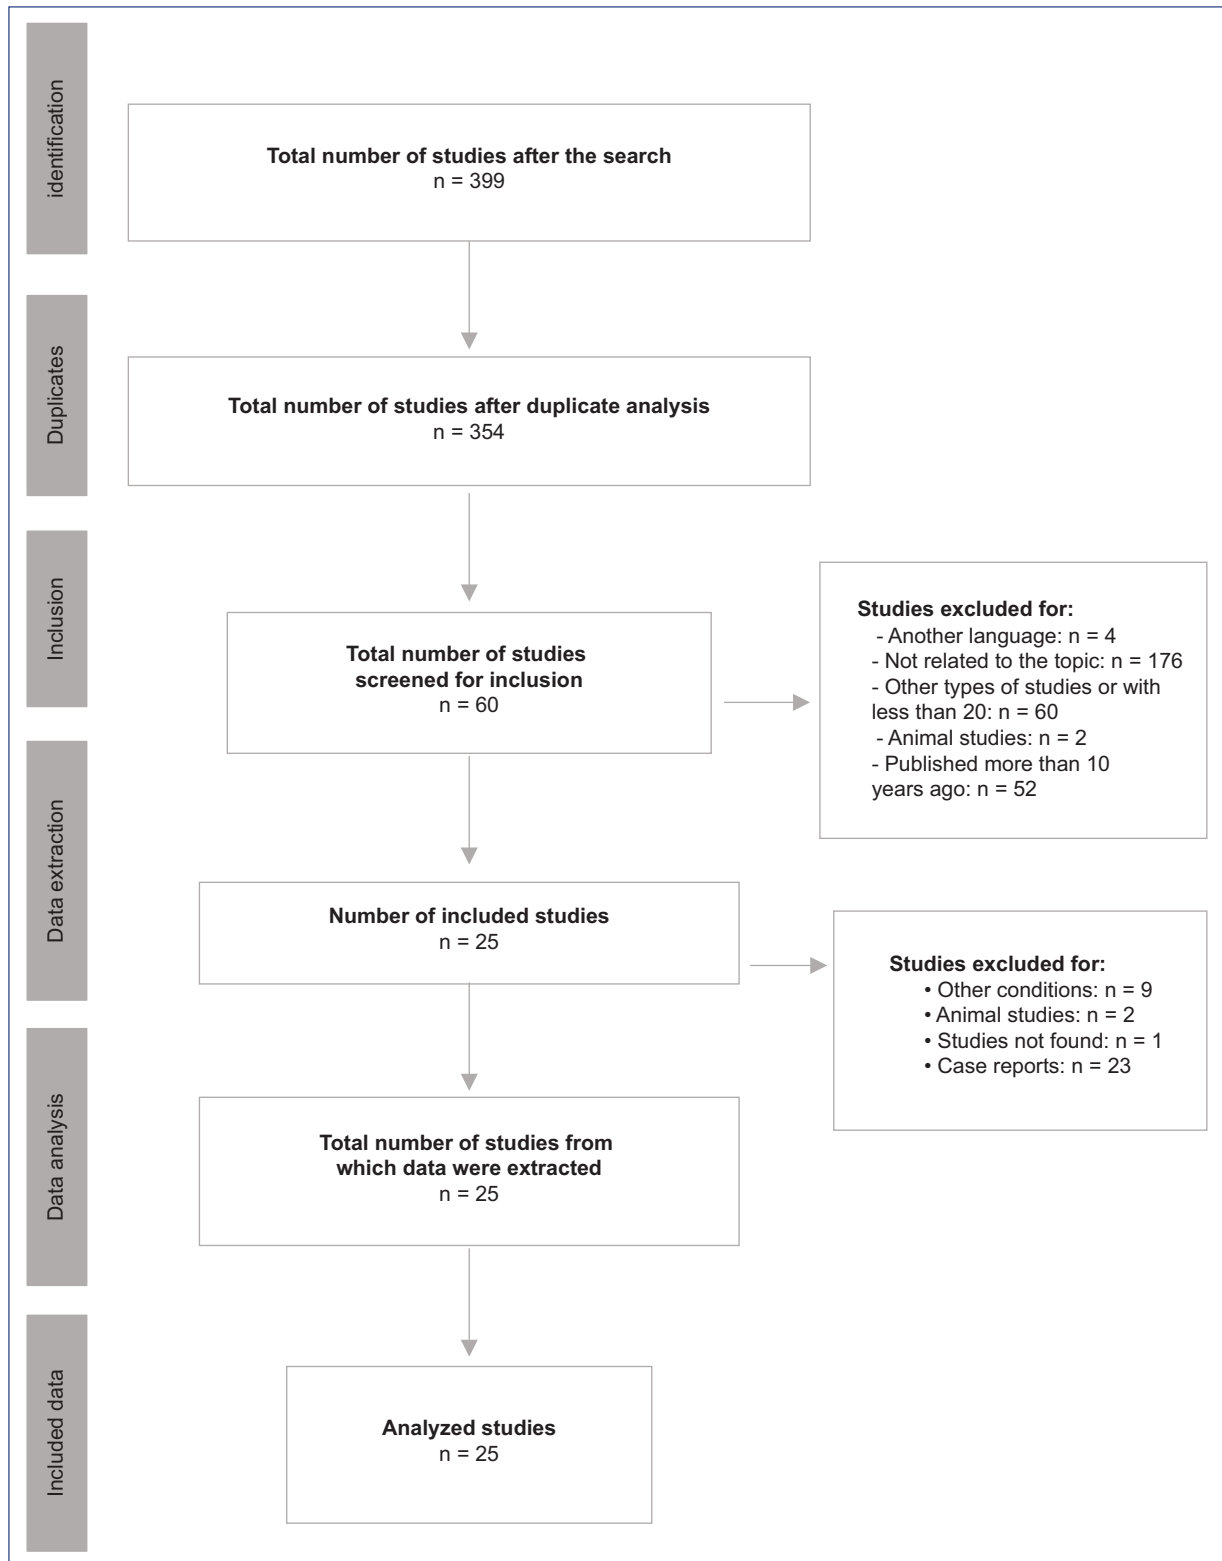 identification
Total number of studies after the search
n = 399
Duplicates
Total number of studies after duplicate analysis
n = 354
Inclusion
Total number of studies
screened for inclusion
n = 60
Studies excluded for:
- Another language: n = 4
- Not related to the topic: n = 176
- Other types of studies or with
less than 20: n = 60
- Animal studies: n = 2
- Published more than 10
years ago: n = 52
Data extraction
Number of included studies
n = 25
Studies excluded for:
• Other conditions: n = 9
• Animal studies: n = 2
• Studies not found: n = 1
• Case reports: n = 23
Data analysis
Total number of studies from
which data were extracted
n = 25
Included data
Analyzed studies
n = 25